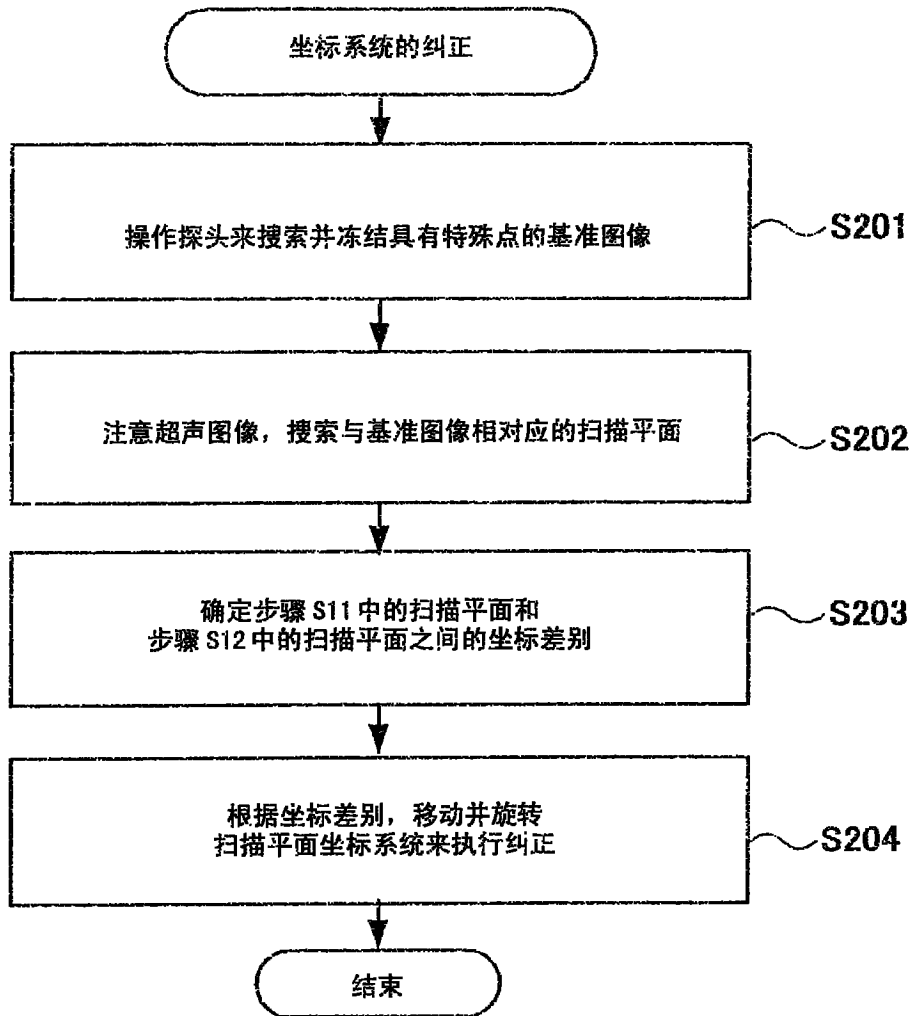 坐标系统的纠正
操作探头来搜索并冻结具有特殊点的基准图像
S201
注意超声图像，搜索与基准图像相对应的扫描平面
S202
确定步骤 S11 中的扫描平面和
步骤 S12 中的扫描平面之间的坐标差别
S203
根据坐标差别，移动并旋转
扫描平面坐标系统来执行纠正
S204
结束